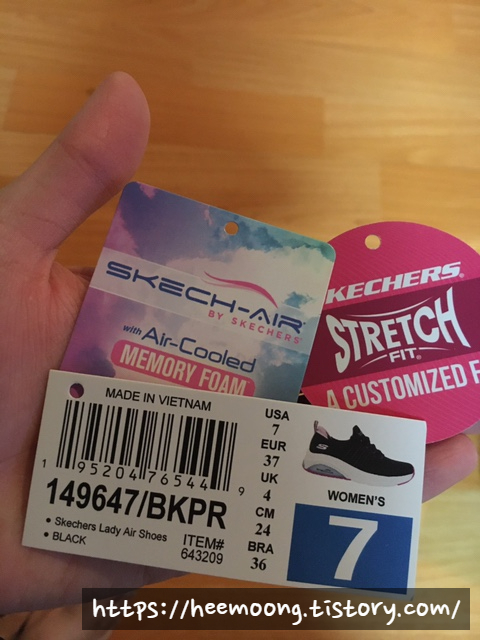 SKECH-AIR
BY SKECHERS
with Air-Cooled
MEMORY FOAM
SKECHERS
STRETCH
FIT
A CUSTOMIZED F
MADE IN VIETNAM
1 95204 76544 9
149647/BKPR
• Skechers Lady Air Shoes
• BLACK
ITEM#
643209
USA
7
EUR
37
UK
4
CM
24
BRA
36
WOMEN'S
7
https://heemoong.tistory.com/